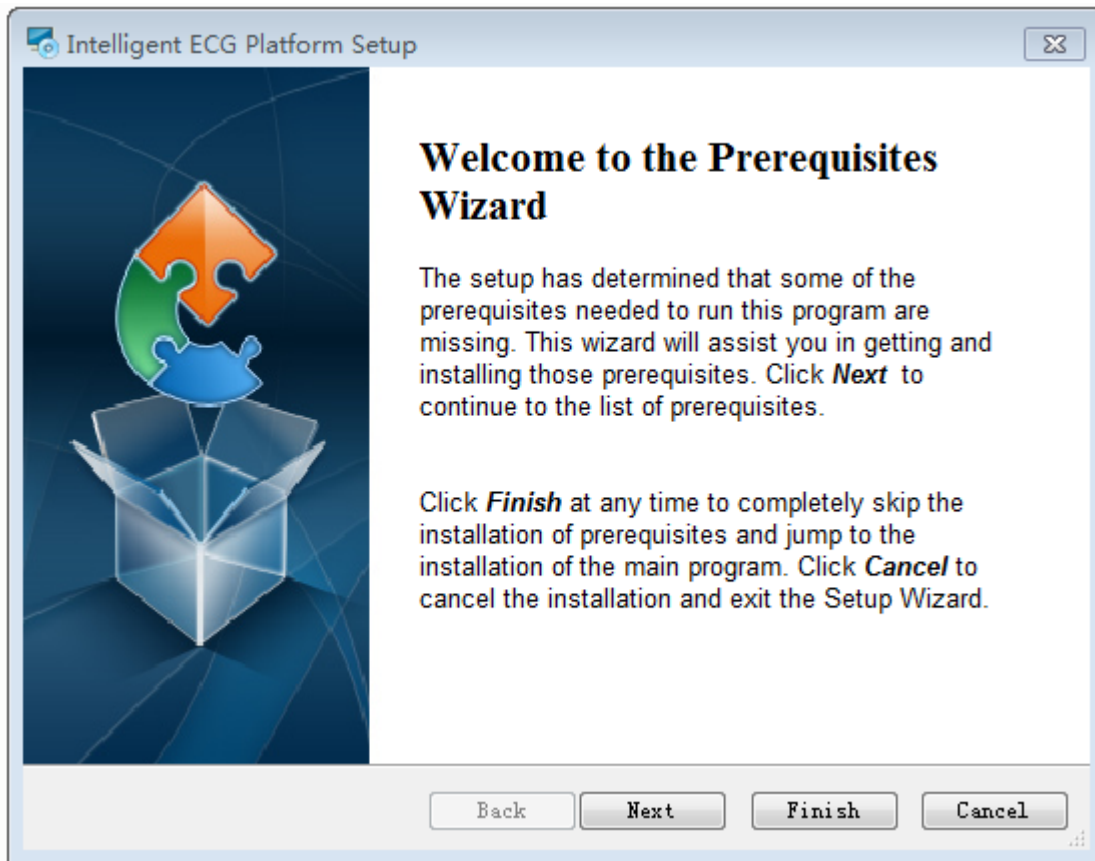 Intelligent ECG Platform Setup
Welcome to the Prerequisites
Wizard
The setup has determined that some of the
prerequisites needed to run this program are
missing. This wizard will assist you in getting and
installing those prerequisites. Click Next to
continue to the list of prerequisites.
Click Finish at any time to completely skip the
installation of prerequisites and jump to the
installation of the main program. Click Cancel to
cancel the installation and exit the Setup Wizard.
Back Next Finish Cancel